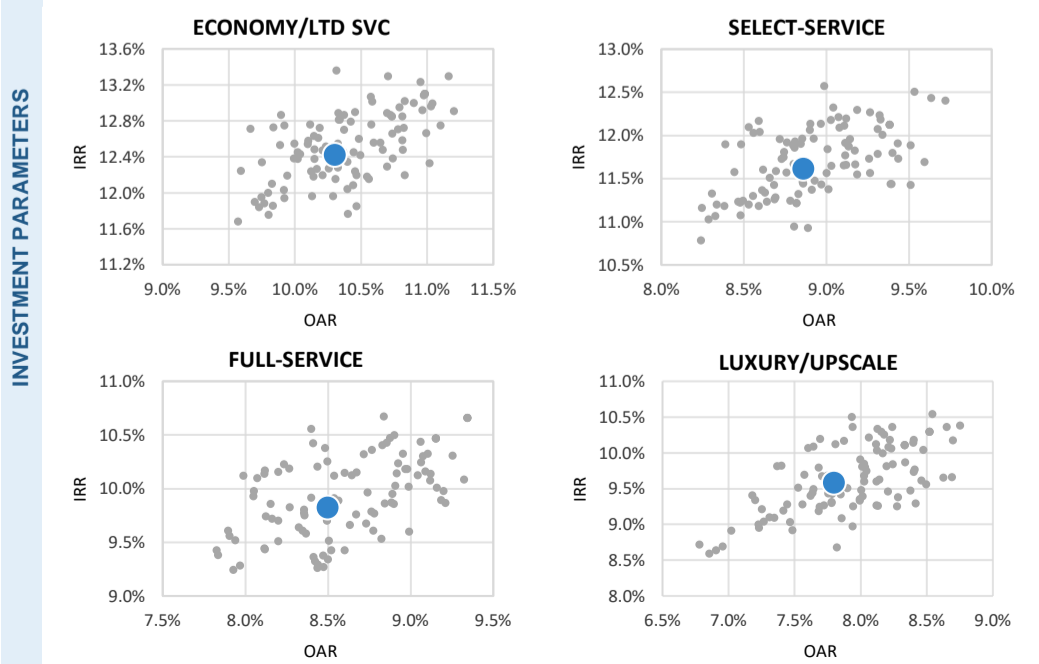 INVESTMENT PARAMETERS
ECONOMY/LTD SVC
13.6%
13.2%
12.8%
12.4%
12.0%
11.6%
11.2%
IRR
9.0% 9.5% 10.0% 10.5% 11.0% 11.5%
OAR
SELECT-SERVICE
13.0%
12.5%
12.0%
11.5%
11.0%
10.5%
IRR
8.0% 8.5% 9.0% 9.5% 10.0%
OAR
FULL-SERVICE
11.0%
10.5%
10.0%
9.5%
9.0%
IRR
7.5% 8.0% 8.5% 9.0% 9.5%
OAR
LUXURY/UPSCALE
11.0%
10.5%
10.0%
9.5%
9.0%
8.5%
8.0%
IRR
6.5% 7.0% 7.5% 8.0% 8.5% 9.0%
OAR